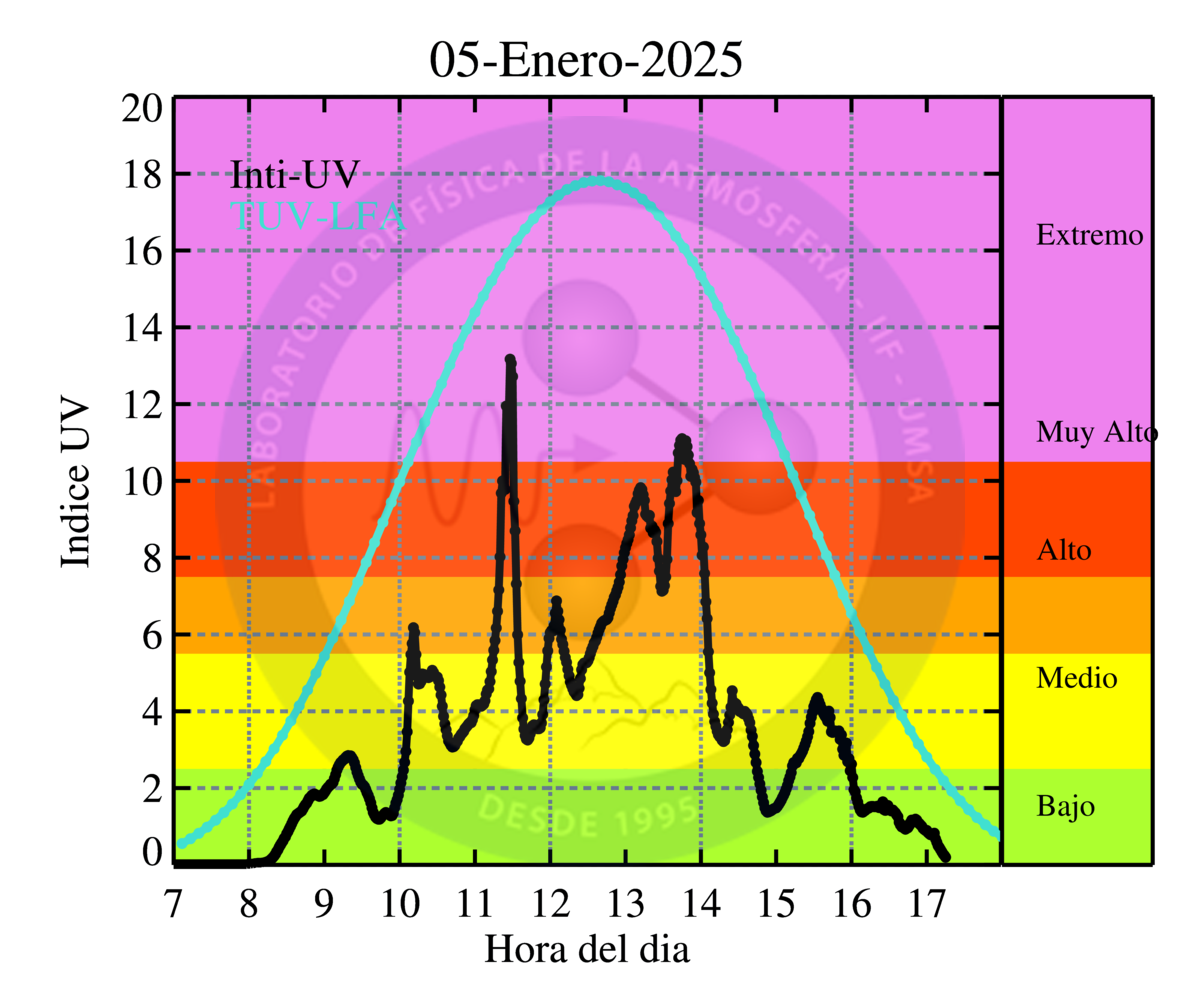 05-Enero-2025
20
18
16
14
12
10
8
6
4
2
0
Indice UV
Inti-UV
TUV-LFA
LABORATORIO DE FÍSICA DE LA ATMÓSFERA - IIF - UMSA
DESDE 1995
Extremo
Muy Alto
Alto
Medio
Bajo
7 8 9 10 11 12 13 14 15 16 17
Hora del dia